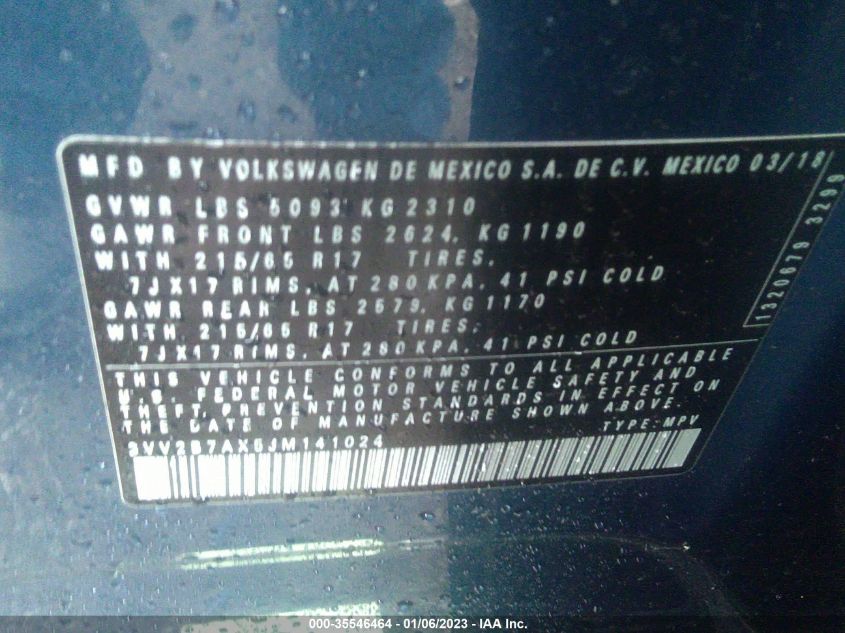 MFD BY VOLKSWAGEN DE MEXICO S.A. DE C.V. MEXICO 03/18
GVWR LBS 5093 KG 2310
GAWR FRONT LBS 2624, KG 1190
WITH 215/65 R17 TIRES,
7JX17 RIMS, AT 280 KPA, 41 PSI COLD
GAWR REAR LBS 2579, KG 1170
WITH 215/65 R17 TIRES,
7JX17 RIMS, AT 280 KPA, 41 PSI COLD
THIS VEHICLE CONFORMS TO ALL APPLICABLE
U.S. FEDERAL MOTOR VEHICLE SAFETY AND
THEFT PREVENTION STANDARDS IN EFFECT ON
THE DATE OF MANUFACTURE SHOWN ABOVE.
TYPE: MPV
3VV2B7AX5JM141024
1320679 3299
000-35546464 - 01/06/2023 - IAA Inc.